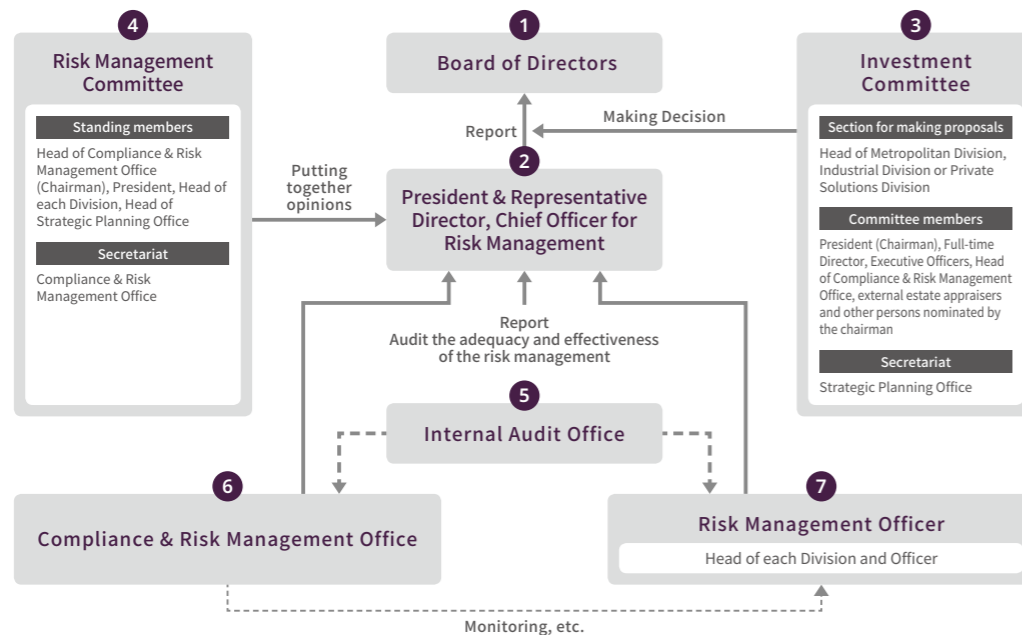 4
Risk Management
Committee
Standing members
Head of Compliance & Risk
Management Office
(Chairman), President, Head of
each Division, Head of
Strategic Planning Office
Secretariat
Compliance & Risk
Management Office
1
Board of Directors
Report
Making Decision
3
Investment
Committee
Section for making proposals
Head of Metropolitan Division,
Industrial Division or Private
Solutions Division
Committee members
President (Chairman), Full-time
Director, Executive Officers, Head
of Compliance & Risk Management
Office, external estate appraisers
and other persons nominated by
the chairman
Secretariat
Strategic Planning Office
Putting
together
opinions
2
President & Representative
Director, Chief Officer for
Risk Management
Report
Audit the adequacy and effectiveness
of the risk management
5
Internal Audit Office
6
Compliance & Risk Management Office
7
Risk Management Officer
Head of each Division and Officer
Monitoring, etc.